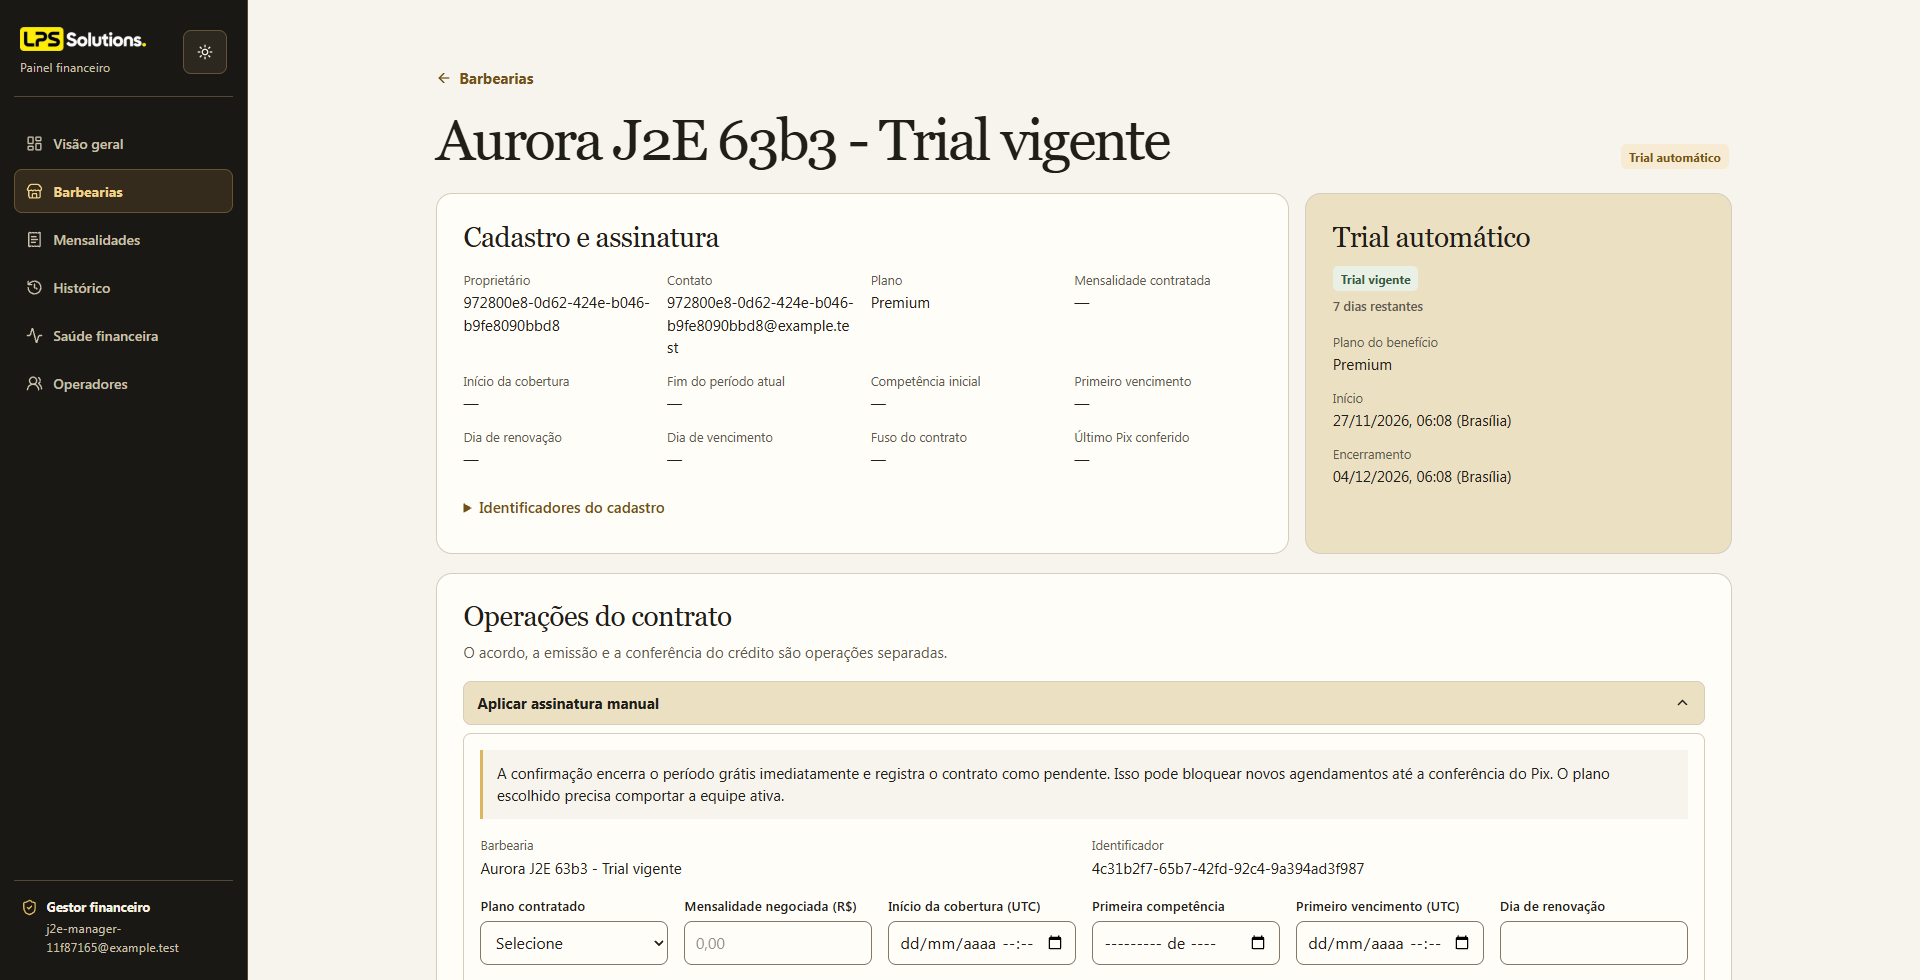 LPS Solutions.
Painel financeiro
Visão geral
Barbearias
Mensalidades
Histórico
Saúde financeira
Operadores
Gestor financeiro
j2e-manager-
11f87165@example.test
← Barbearias
Aurora J2E 63b3 - Trial vigente
Trial automático
Cadastro e assinatura
Proprietário
972800e8-0d62-424e-b046-
b9fe8090bbd8
Contato
972800e8-0d62-424e-b046-
b9fe8090bbd8@example.te
st
Plano
Premium
Mensalidade contratada
—
Início da cobertura
—
Fim do período atual
—
Competência inicial
—
Primeiro vencimento
—
Dia de renovação
—
Dia de vencimento
—
Fuso do contrato
—
Último Pix conferido
—
Identificadores do cadastro
Trial automático
Trial vigente
7 dias restantes
Plano do benefício
Premium
Início
27/11/2026, 06:08 (Brasília)
Encerramento
04/12/2026, 06:08 (Brasília)
Operações do contrato
O acordo, a emissão e a conferência do crédito são operações separadas.
Aplicar assinatura manual
A confirmação encerra o período grátis imediatamente e registra o contrato como pendente. Isso pode bloquear novos agendamentos até a conferência do Pix. O plano
escolhido precisa comportar a equipe ativa.
Barbearia
Aurora J2E 63b3 - Trial vigente
Identificador
4c31b2f7-65b7-42fd-92c4-9a394ad3f987
Plano contratado
Selecione
Mensalidade negociada (R$)
0,00
Início da cobertura (UTC)
dd/mm/aaaa --:--
Primeira competência
--------- de ----
Primeiro vencimento (UTC)
dd/mm/aaaa --:--
Dia de renovação